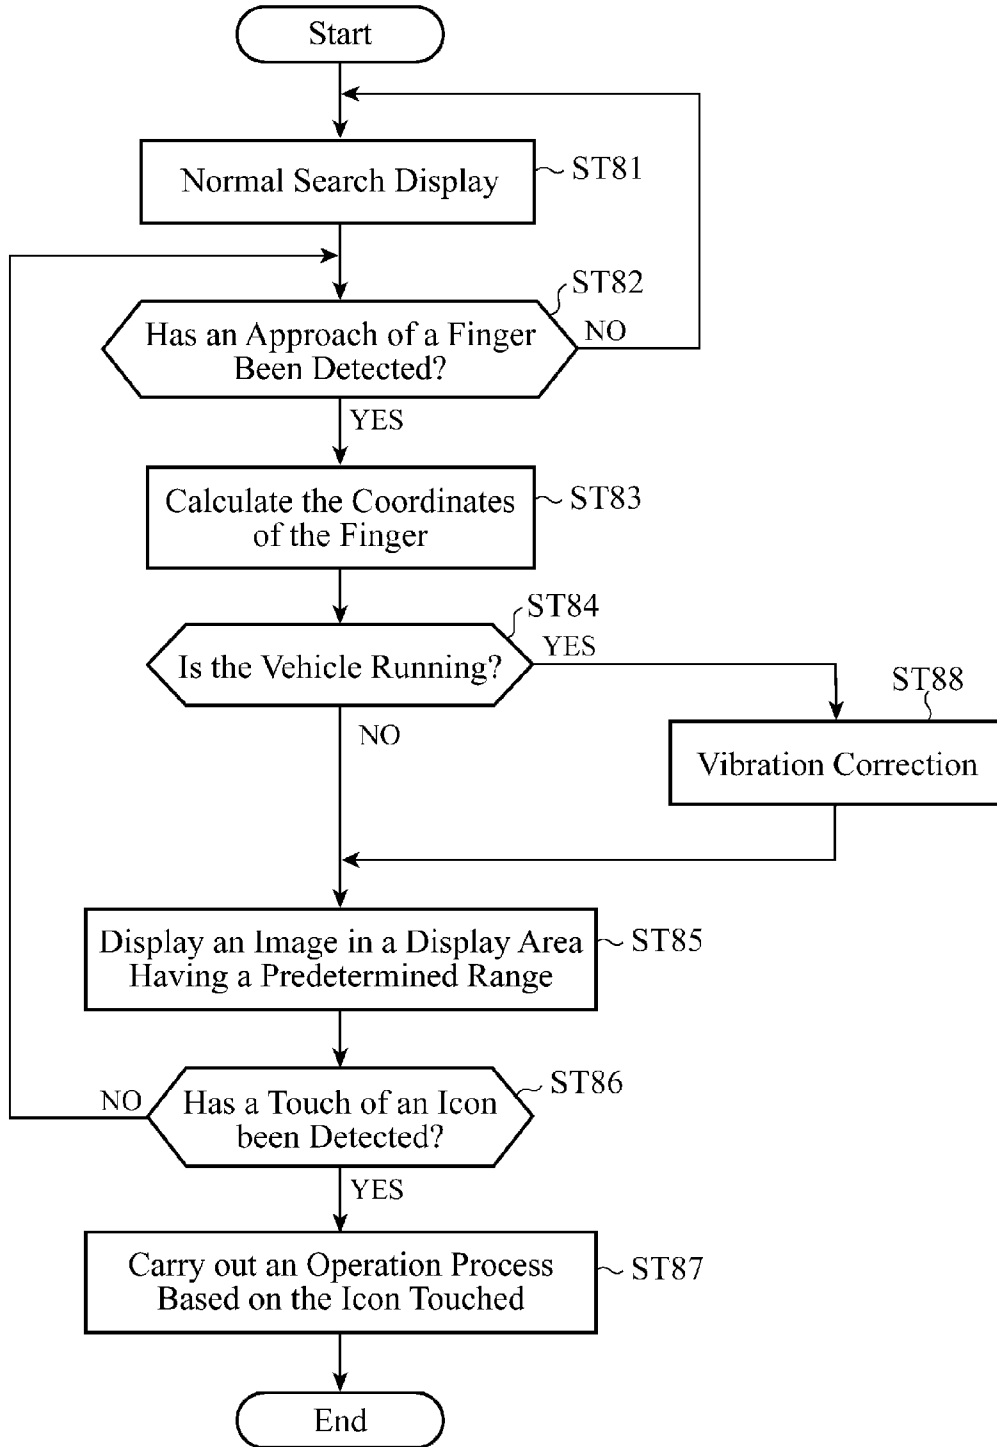 Start
Normal Search Display
ST81
ST82
Has an Approach of a Finger
Been Detected?
NO
YES
Calculate the Coordinates
of the Finger
ST83
ST84
Is the Vehicle Running?
YES
NO
ST88
Vibration Correction
Display an Image in a Display Area
Having a Predetermined Range
ST85
ST86
NO
Has a Touch of an Icon
been Detected?
YES
Carry out an Operation Process
Based on the Icon Touched
ST87
End